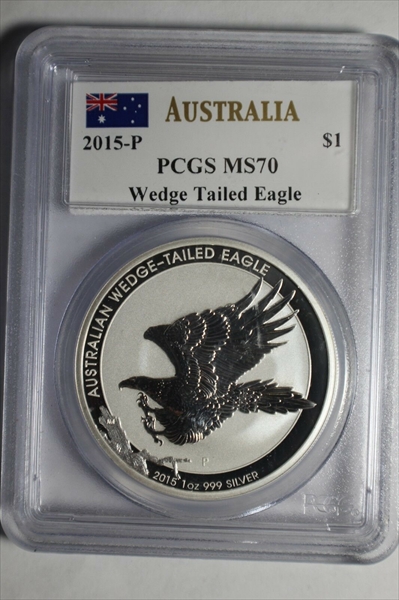 AUSTRALIA
2015-P $1
PCGS MS70
Wedge Tailed Eagle
AUSTRALIAN WEDGE-TAILED EAGLE
P
2015 1oz 999 SILVER